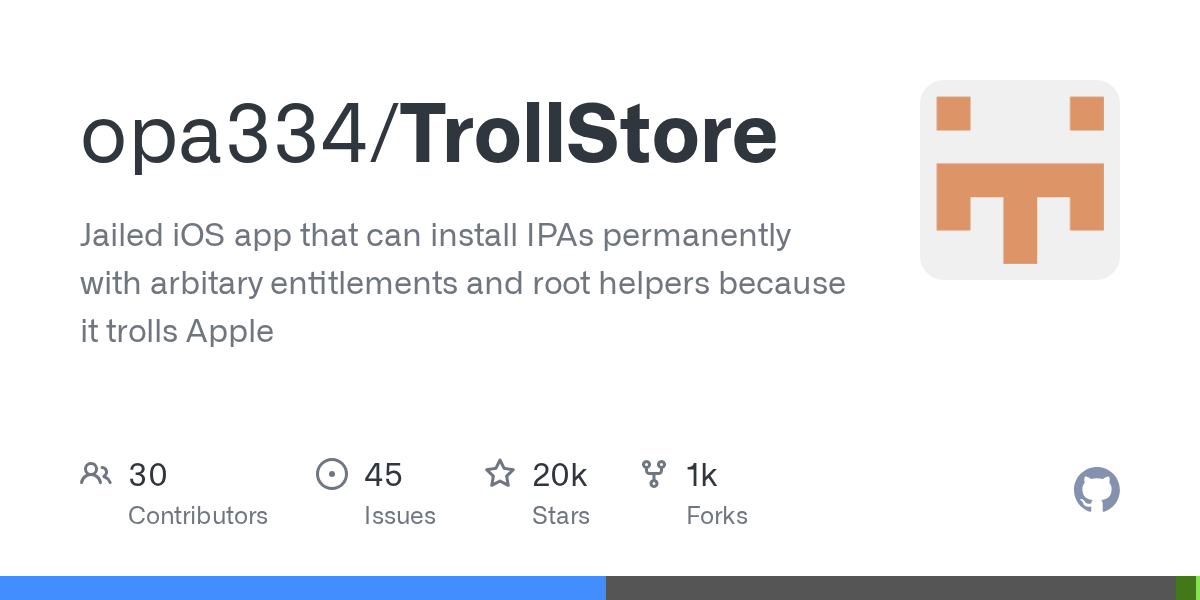 opa334/TrollStore
Jailed iOS app that can install IPAs permanently
with arbitary entitlements and root helpers because
it trolls Apple
30
Contributors
45
Issues
20k
Stars
1k
Forks